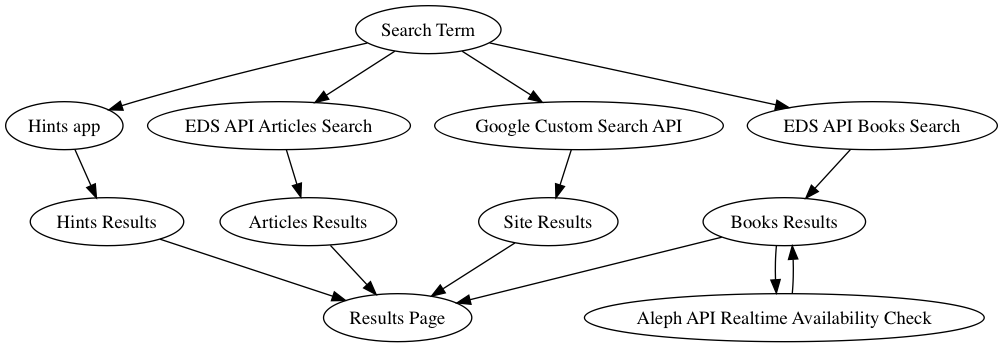 Search Term
Hints app
EDS API Articles Search
Google Custom Search API
EDS API Books Search
Hints Results
Articles Results
Site Results
Books Results
Results Page
Aleph API Realtime Availability Check